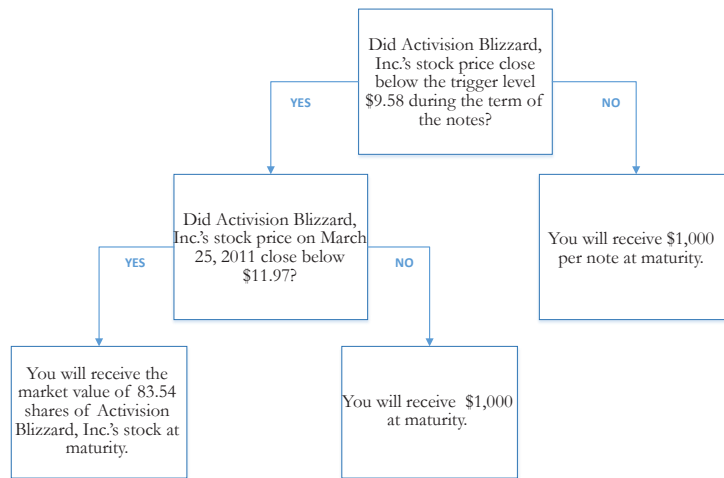 Did Activision Blizzard,
Inc.'s stock price close
below the trigger level
$9.58 during the term of
the notes?
YES
NO
Did Activision Blizzard,
Inc.'s stock price on March
25, 2011 close below
$11.97?
You will receive $1,000
per note at maturity.
YES
NO
You will receive the
market value of 83.54
shares of Activision
Blizzard, Inc.'s stock at
maturity.
You will receive $1,000
at maturity.